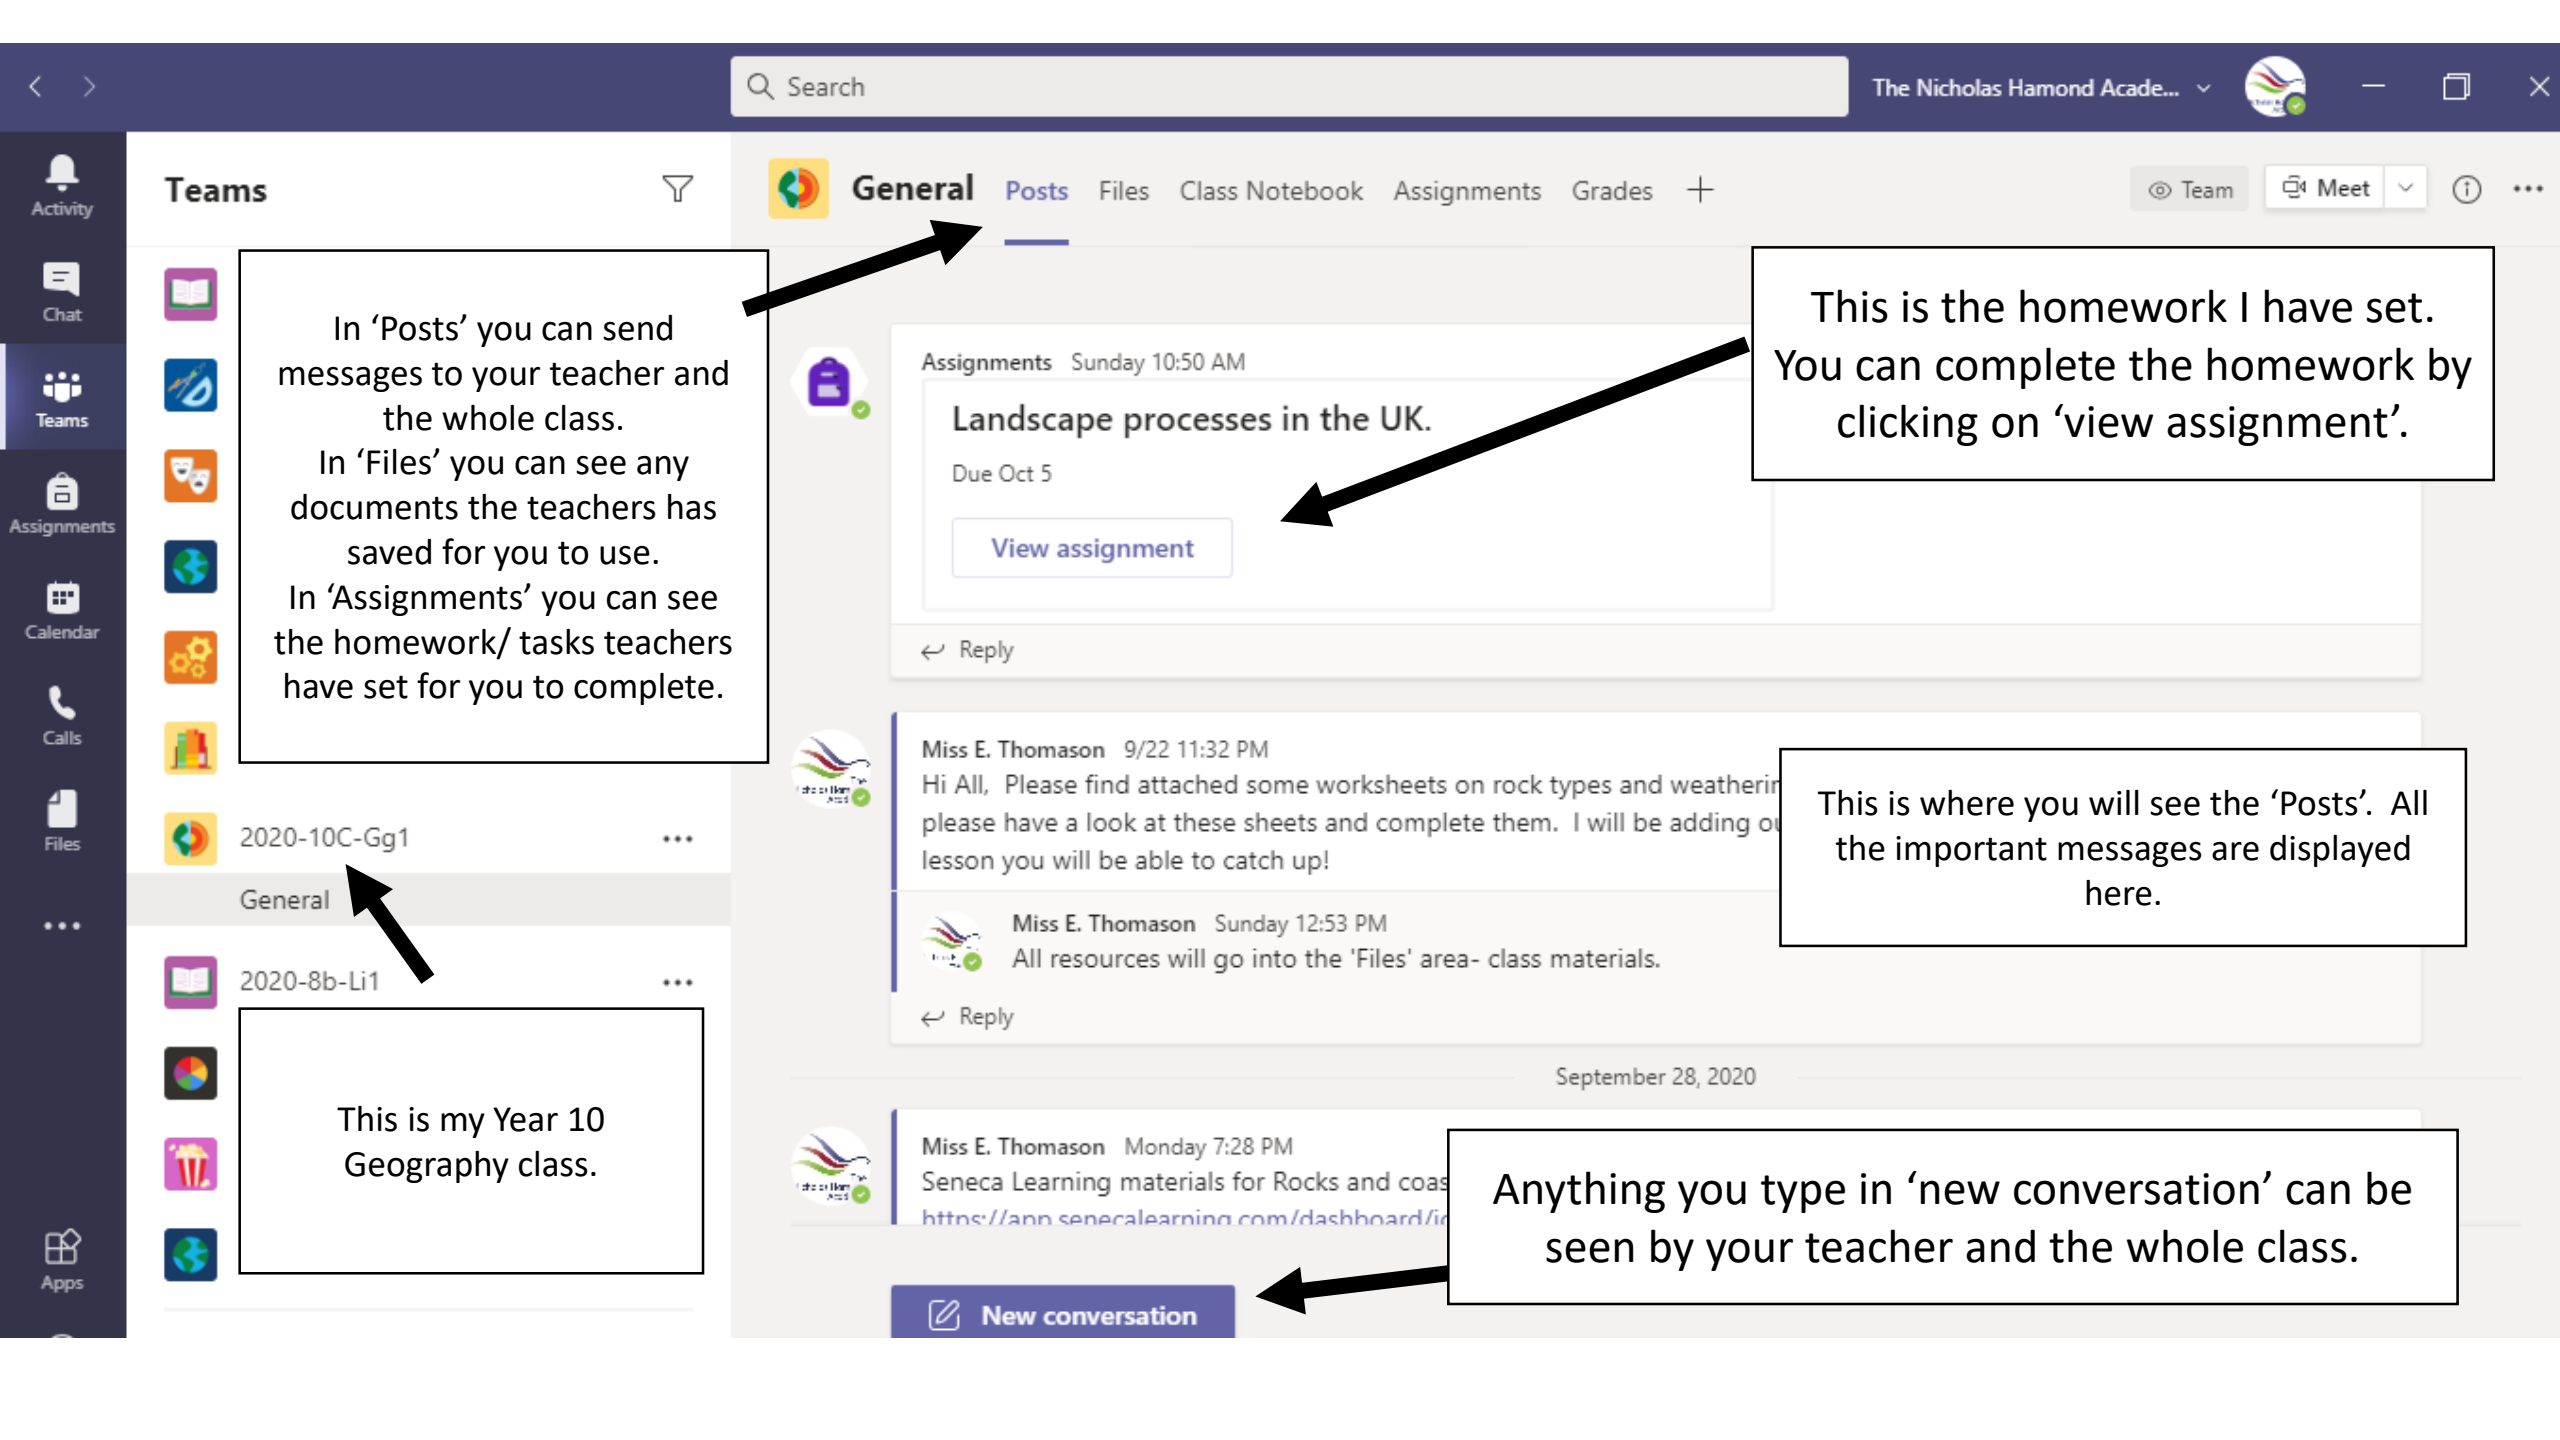 Search
The Nicholas Hamond Acade...
Activity
Chat
Teams
Assignments
Calendar
Calls
Files
Apps
Teams
General Posts Files Class Notebook Assignments Grades
Team
Meet
In ‘Posts’ you can send
messages to your teacher and
the whole class.
In ‘Files’ you can see any
documents the teachers has
saved for you to use.
In ‘Assignments’ you can see
the homework/ tasks teachers
have set for you to complete.
2020-10C-Gg1
General
2020-8b-Li1
This is my Year 10
Geography class.
Assignments Sunday 10:50 AM
Landscape processes in the UK.
Due Oct 5
View assignment
Reply
This is the homework I have set.
You can complete the homework by
clicking on ‘view assignment’.
Miss E. Thomason 9/22 11:32 PM
Hi All, Please find attached some worksheets on rock types and
please have a look at these sheets and complete them. I will be adding
lesson you will be able to catch up!
Miss E. Thomason Sunday 12:53 PM
All resources will go into the 'Files' area- class materials.
Reply
This is where you will see the ‘Posts’. All
the important messages are displayed
here.
September 28, 2020
Miss E. Thomason Monday 7:28 PM
Seneca Learning materials for Rocks and
https://app.senecalearning.com/dashboard/
Anything you type in ‘new conversation’ can be
seen by your teacher and the whole class.
New conversation